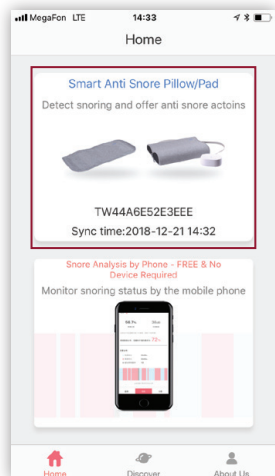 MegaFon LTE 14:33
Home
Smart Anti Snore Pillow/Pad
Detect snoring and offer anti snore actoins
TW44A6E52E3EEE
Sync time:2018-12-21 14:32
Snore Analysis by Phone - FREE & No
Device Required
Monitor snoring status by the mobile phone
Home Discover About Us